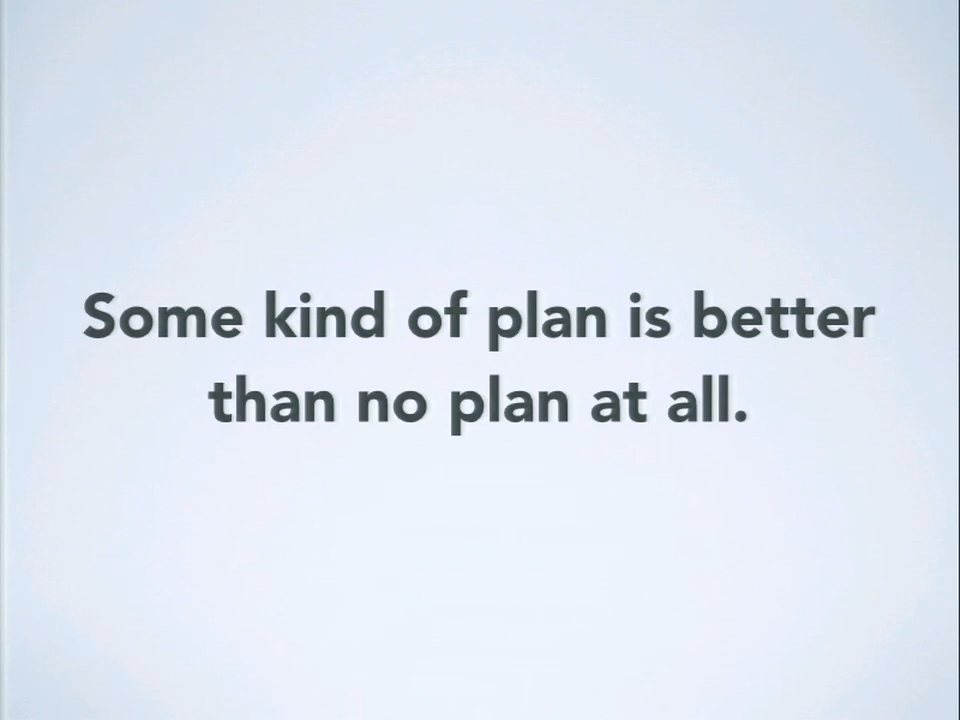 Some kind of plan is better
than no plan at all.